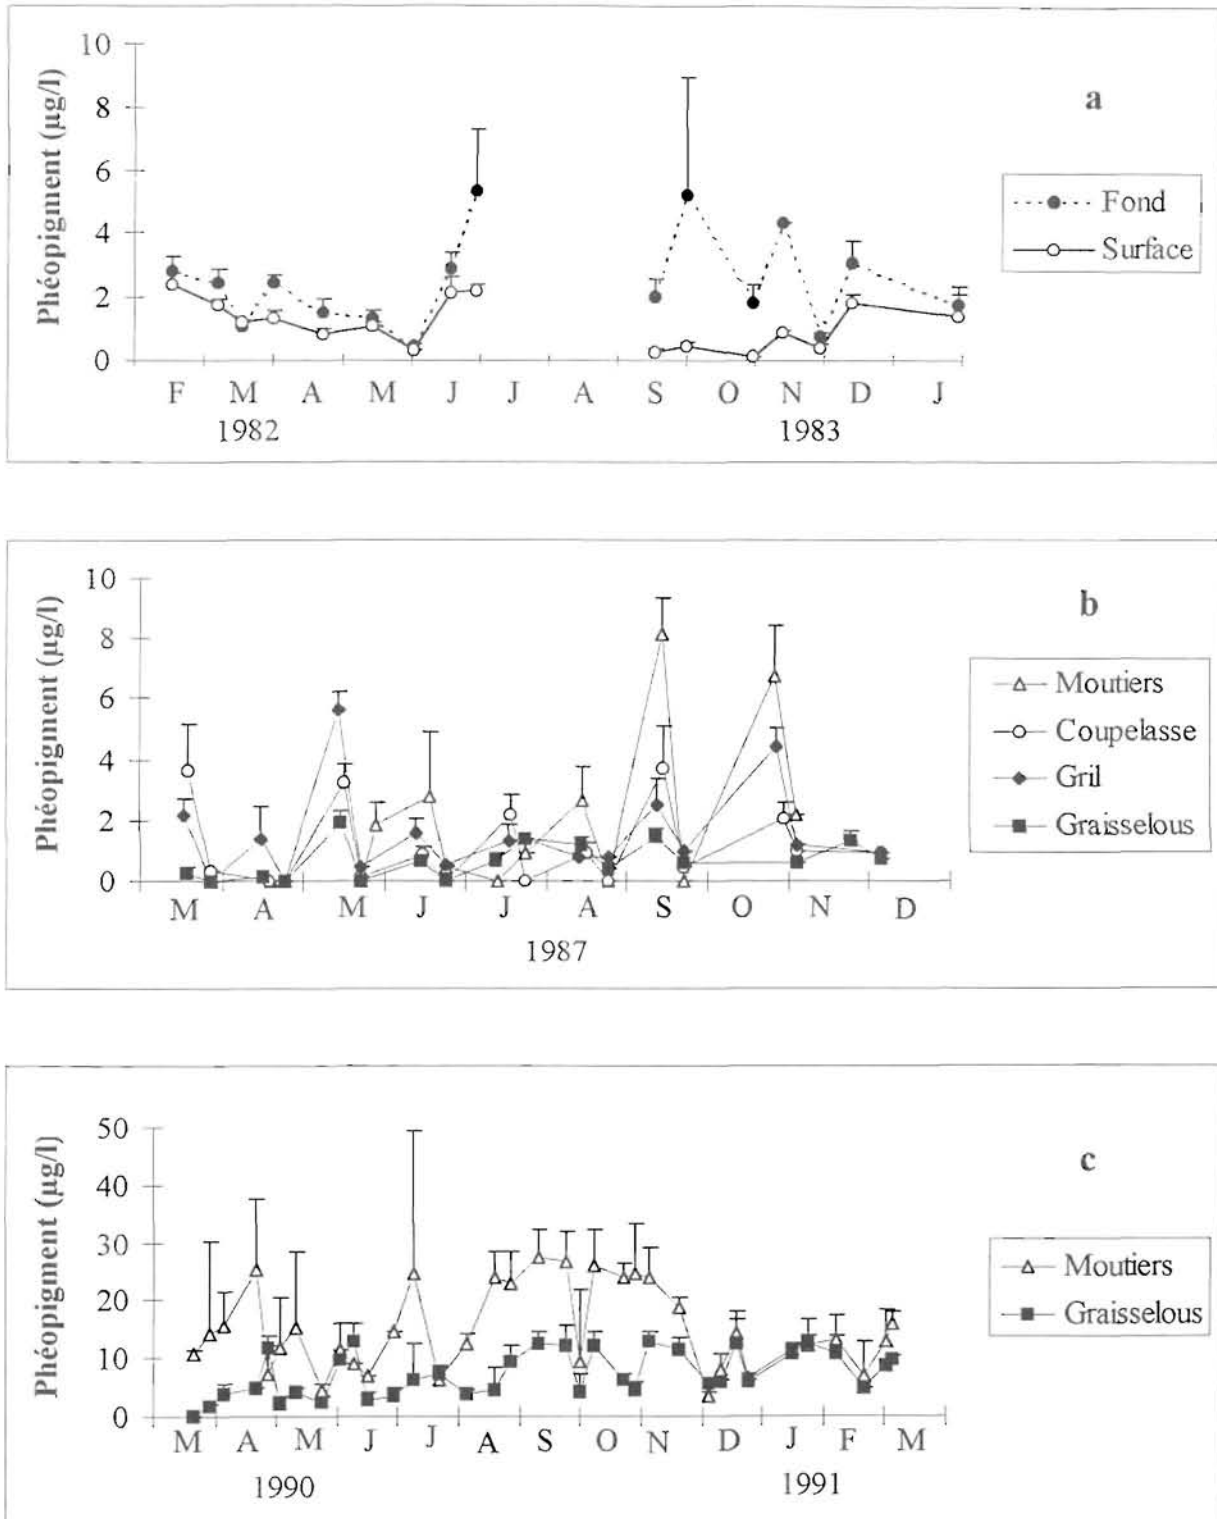 a
Phéopigment (µg/l)
10
8
6
4
2
0
F M A M J J A S O N D J
1982 1983
Fond
Surface
b
Phéopigment (µg/l)
10
8
6
4
2
0
M A M J J A S O N D
1987
Moutiers
Coupelasse
Gril
Graisselous
c
Phéopigment (µg/l)
50
40
30
20
10
0
M A M J J A S O N D J F M
1990 1991
Moutiers
Graisselous